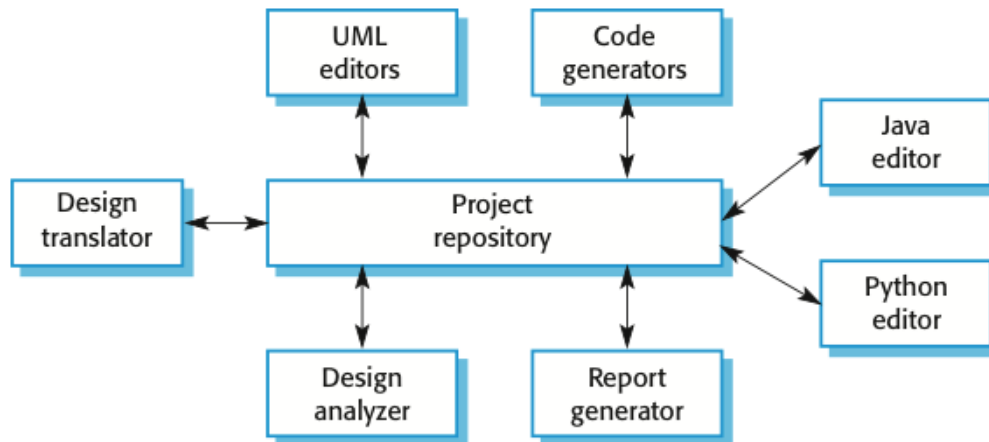 UML
editors
Code
generators
Java
editor
Design
translator
Project
repository
Python
editor
Design
analyzer
Report
generator